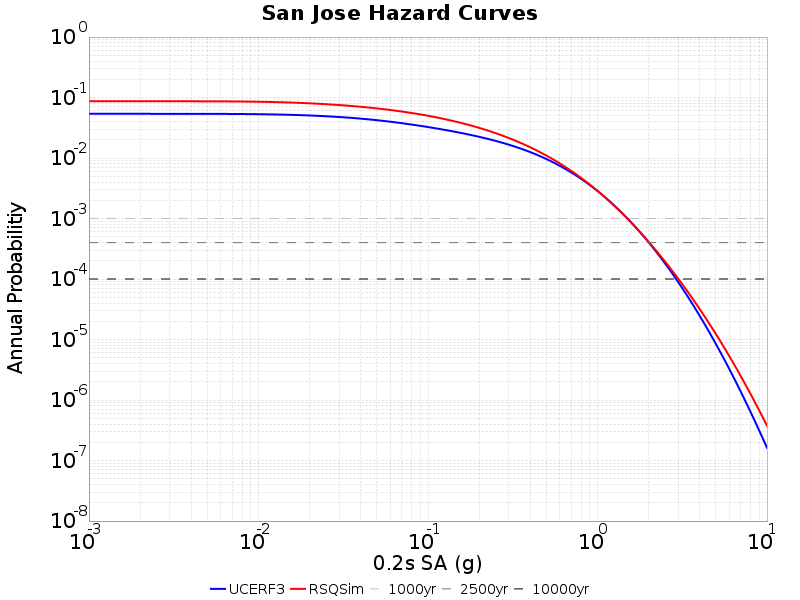 San Jose Hazard Curves
10^0
10^-1
10^-2
10^-3
10^-4
10^-5
10^-6
10^-7
10^-8
Annual Probabilitiy
10^-3 10^-2 10^-1 10^0 10^1
0.2s SA (g)
UCERF3 RSQSim 1000yr 2500yr 10000yr